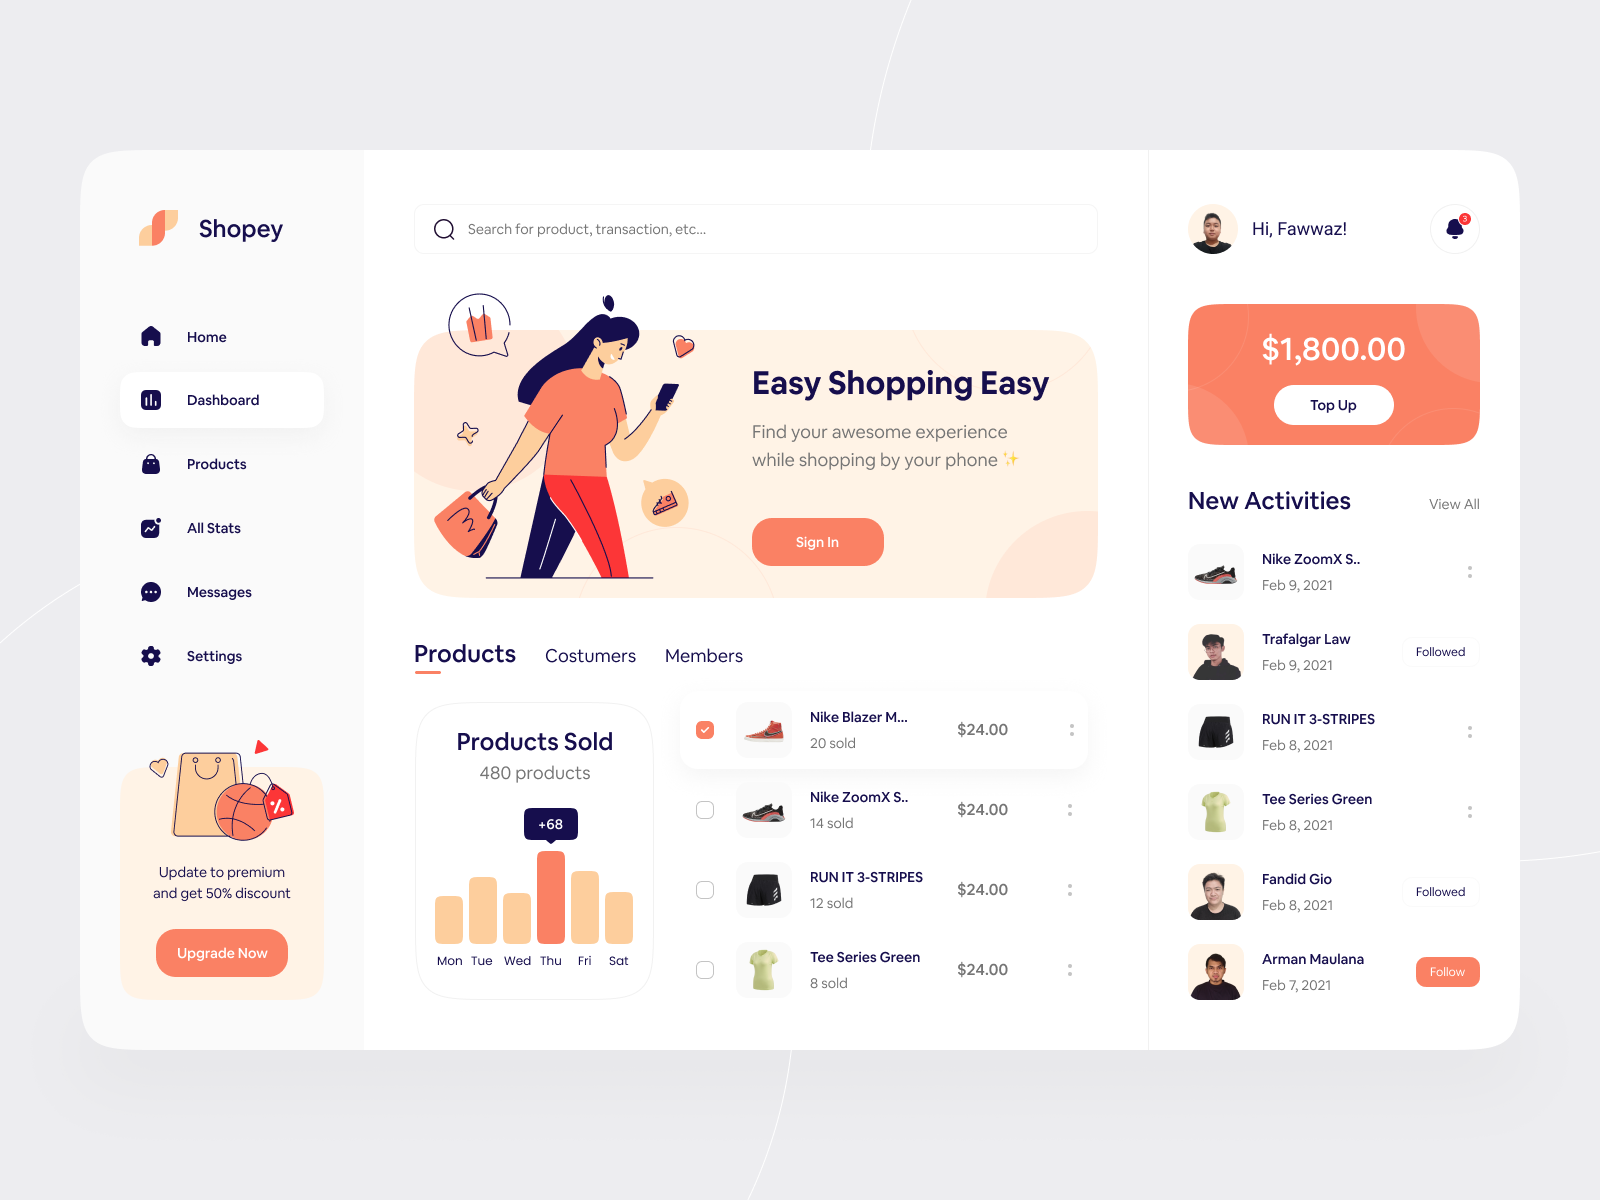 Shopey
Home
Dashboard
Products
All Stats
Messages
Settings
Update to premium
and get 50% discount
Upgrade Now
Search for product, transaction, etc...
Easy Shopping Easy
Find your awesome experience
while shopping by your phone ✨
Sign In
Products Costumers Members
Products Sold
480 products
+68
Mon Tue Wed Thu Fri Sat
Nike Blazer M...
20 sold
$24.00
Nike ZoomX S..
14 sold
$24.00
RUN IT 3-STRIPES
12 sold
$24.00
Tee Series Green
8 sold
$24.00
Hi, Fawwaz!
3
$1,800.00
Top Up
New Activities
View All
Nike ZoomX S..
Feb 9, 2021
Trafalgar Law
Feb 9, 2021
Followed
RUN IT 3-STRIPES
Feb 8, 2021
Tee Series Green
Feb 8, 2021
Fandid Gio
Feb 8, 2021
Followed
Arman Maulana
Feb 7, 2021
Follow